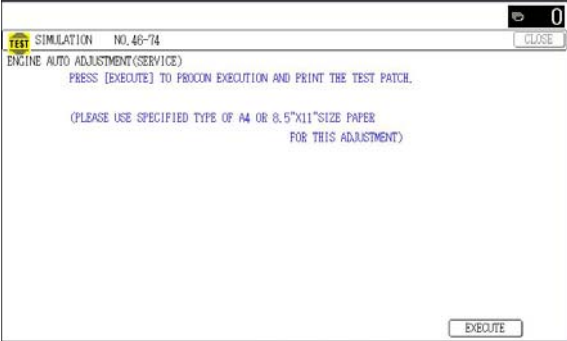 0
TEST SIMULATION NO.46-74 CLOSE
ENGINE AUTO ADJUSTMENT(SERVICE)
PRESS [EXECUTE] TO PROCON EXECUTION AND PRINT THE TEST PATCH.
(PLEASE USE SPECIFIED TYPE OF A4 OR 8.5"X11"SIZE PAPER
FOR THIS ADJUSTMENT)
EXECUTE